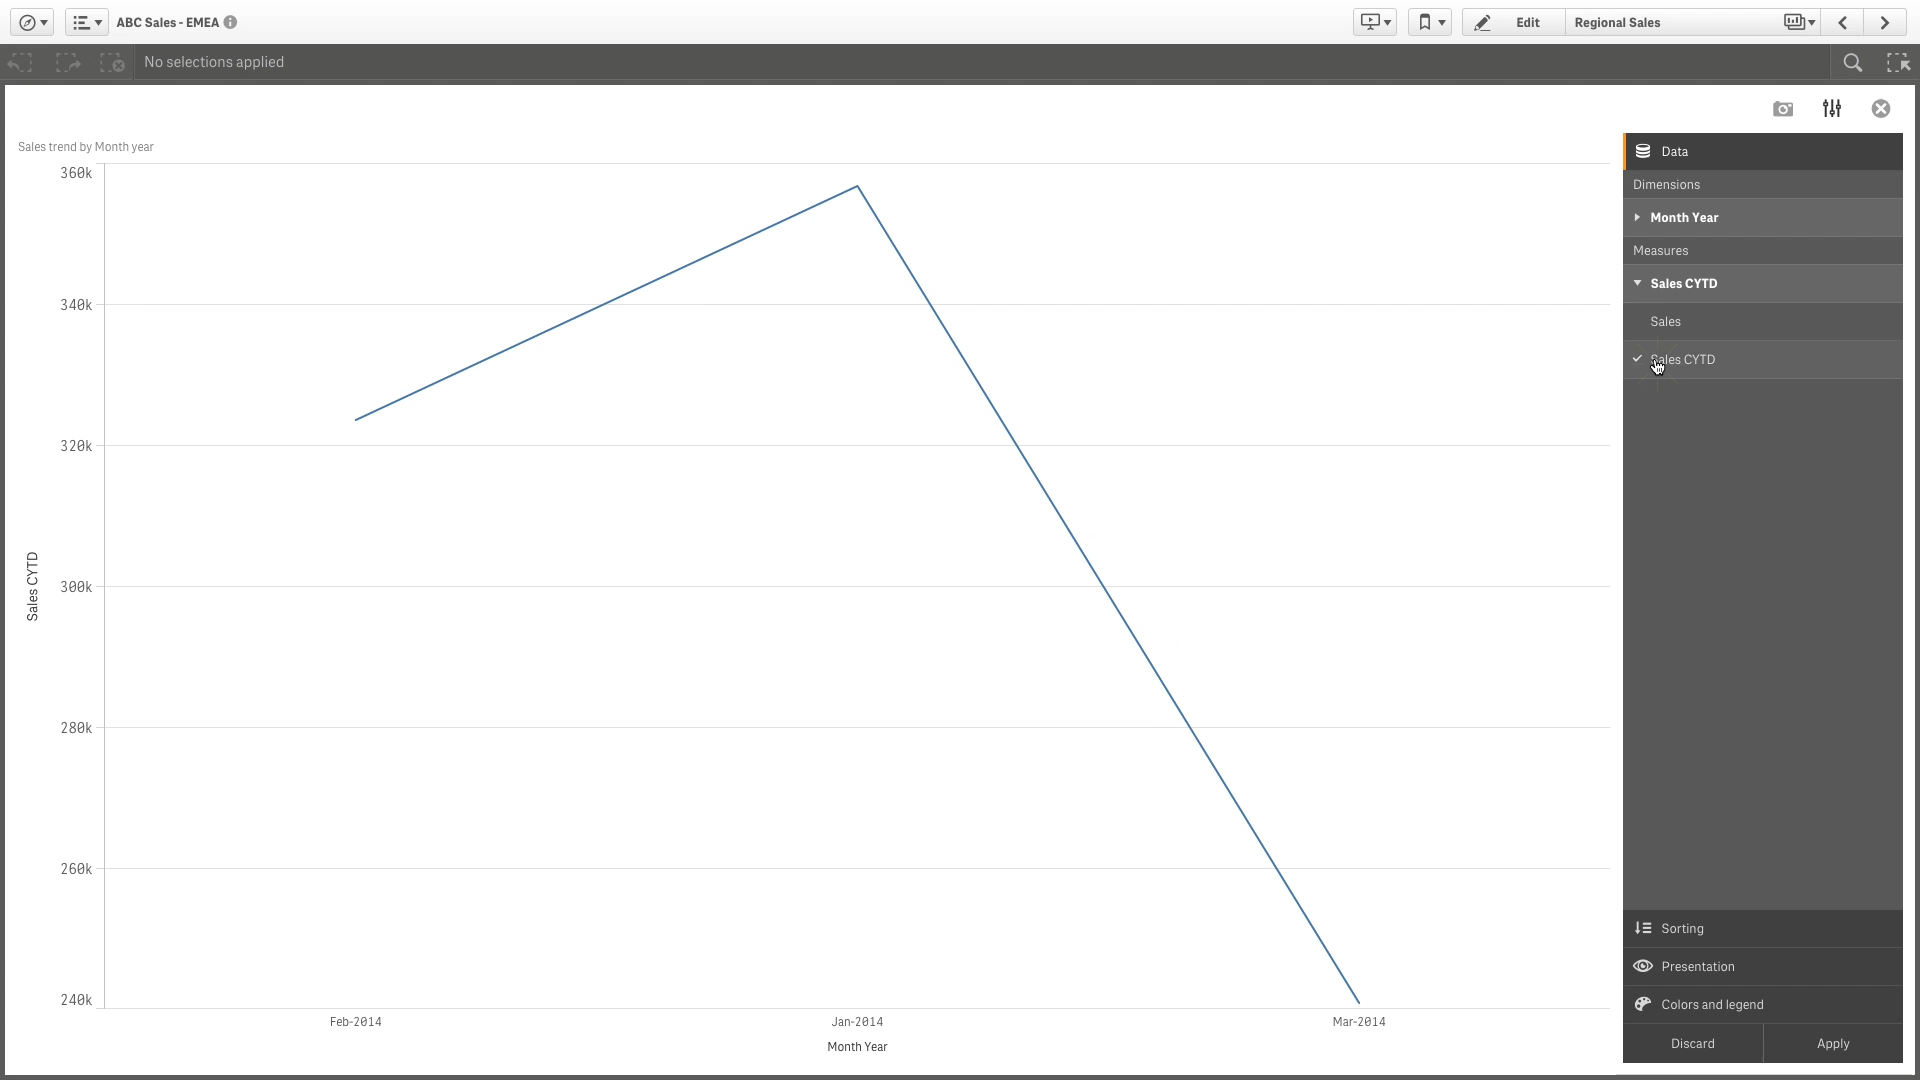 ABC Sales - EMEA
Edit
Regional Sales
No selections applied
Sales trend by Month year
360k
340k
320k
300k
280k
260k
240k
Sales CYTD
Feb-2014
Jan-2014
Mar-2014
Month Year
Data
Dimensions
Month Year
Measures
Sales CYTD
Sales
Sales CYTD
Sorting
Presentation
Colors and legend
Discard
Apply